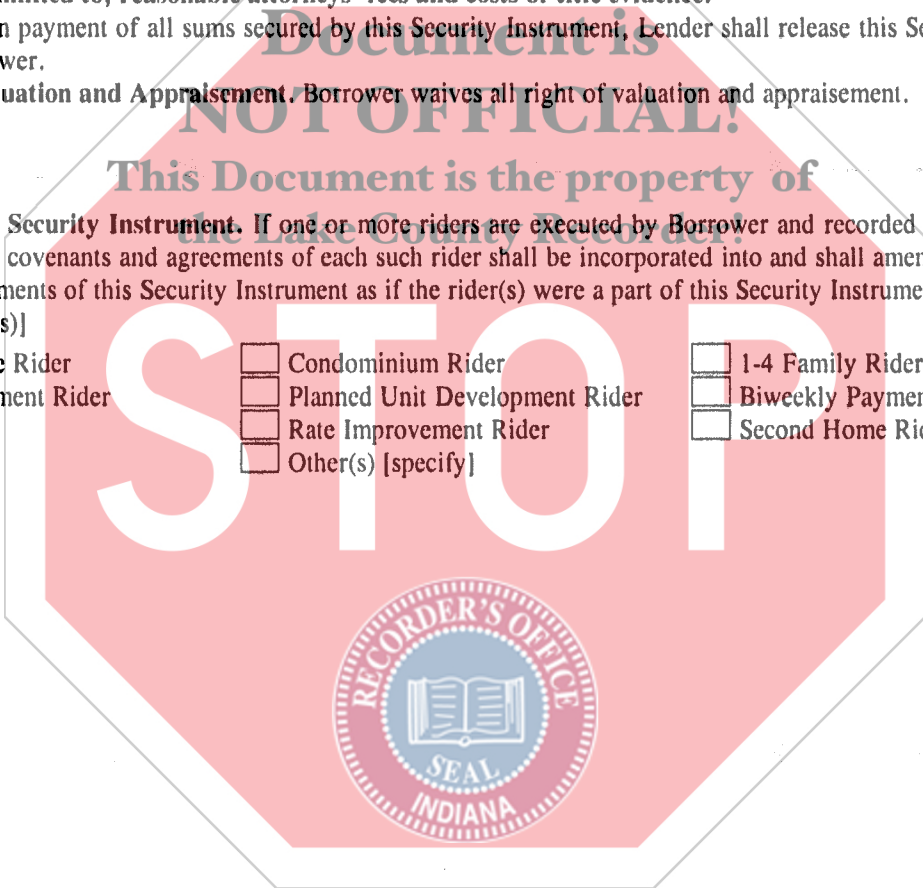 mited to, reasonable attorneys' fees and costs of title evidence.
n payment of all sums secured by this Security Instrument, Lender shall release this Se
wer.
uation and Appraisement. Borrower waives all right of valuation and appraisement.
Document is
NOT OFFICIAL!
This Document is the property of
the Lake County Recorder!
Security Instrument. If one or more riders are executed by Borrower and recorded
covenants and agreements of each such rider shall be incorporated into and shall amen
ments of this Security Instrument as if the rider(s) were a part of this Security Instrume
s)]
e Rider Condominium Rider 1-4 Family Rider
ment Rider Planned Unit Development Rider Biweekly Paymen
Rate Improvement Rider Second Home Rid
Other(s) [specify]
STOP
RECORDER'S OFFICE
SEAL
INDIANA